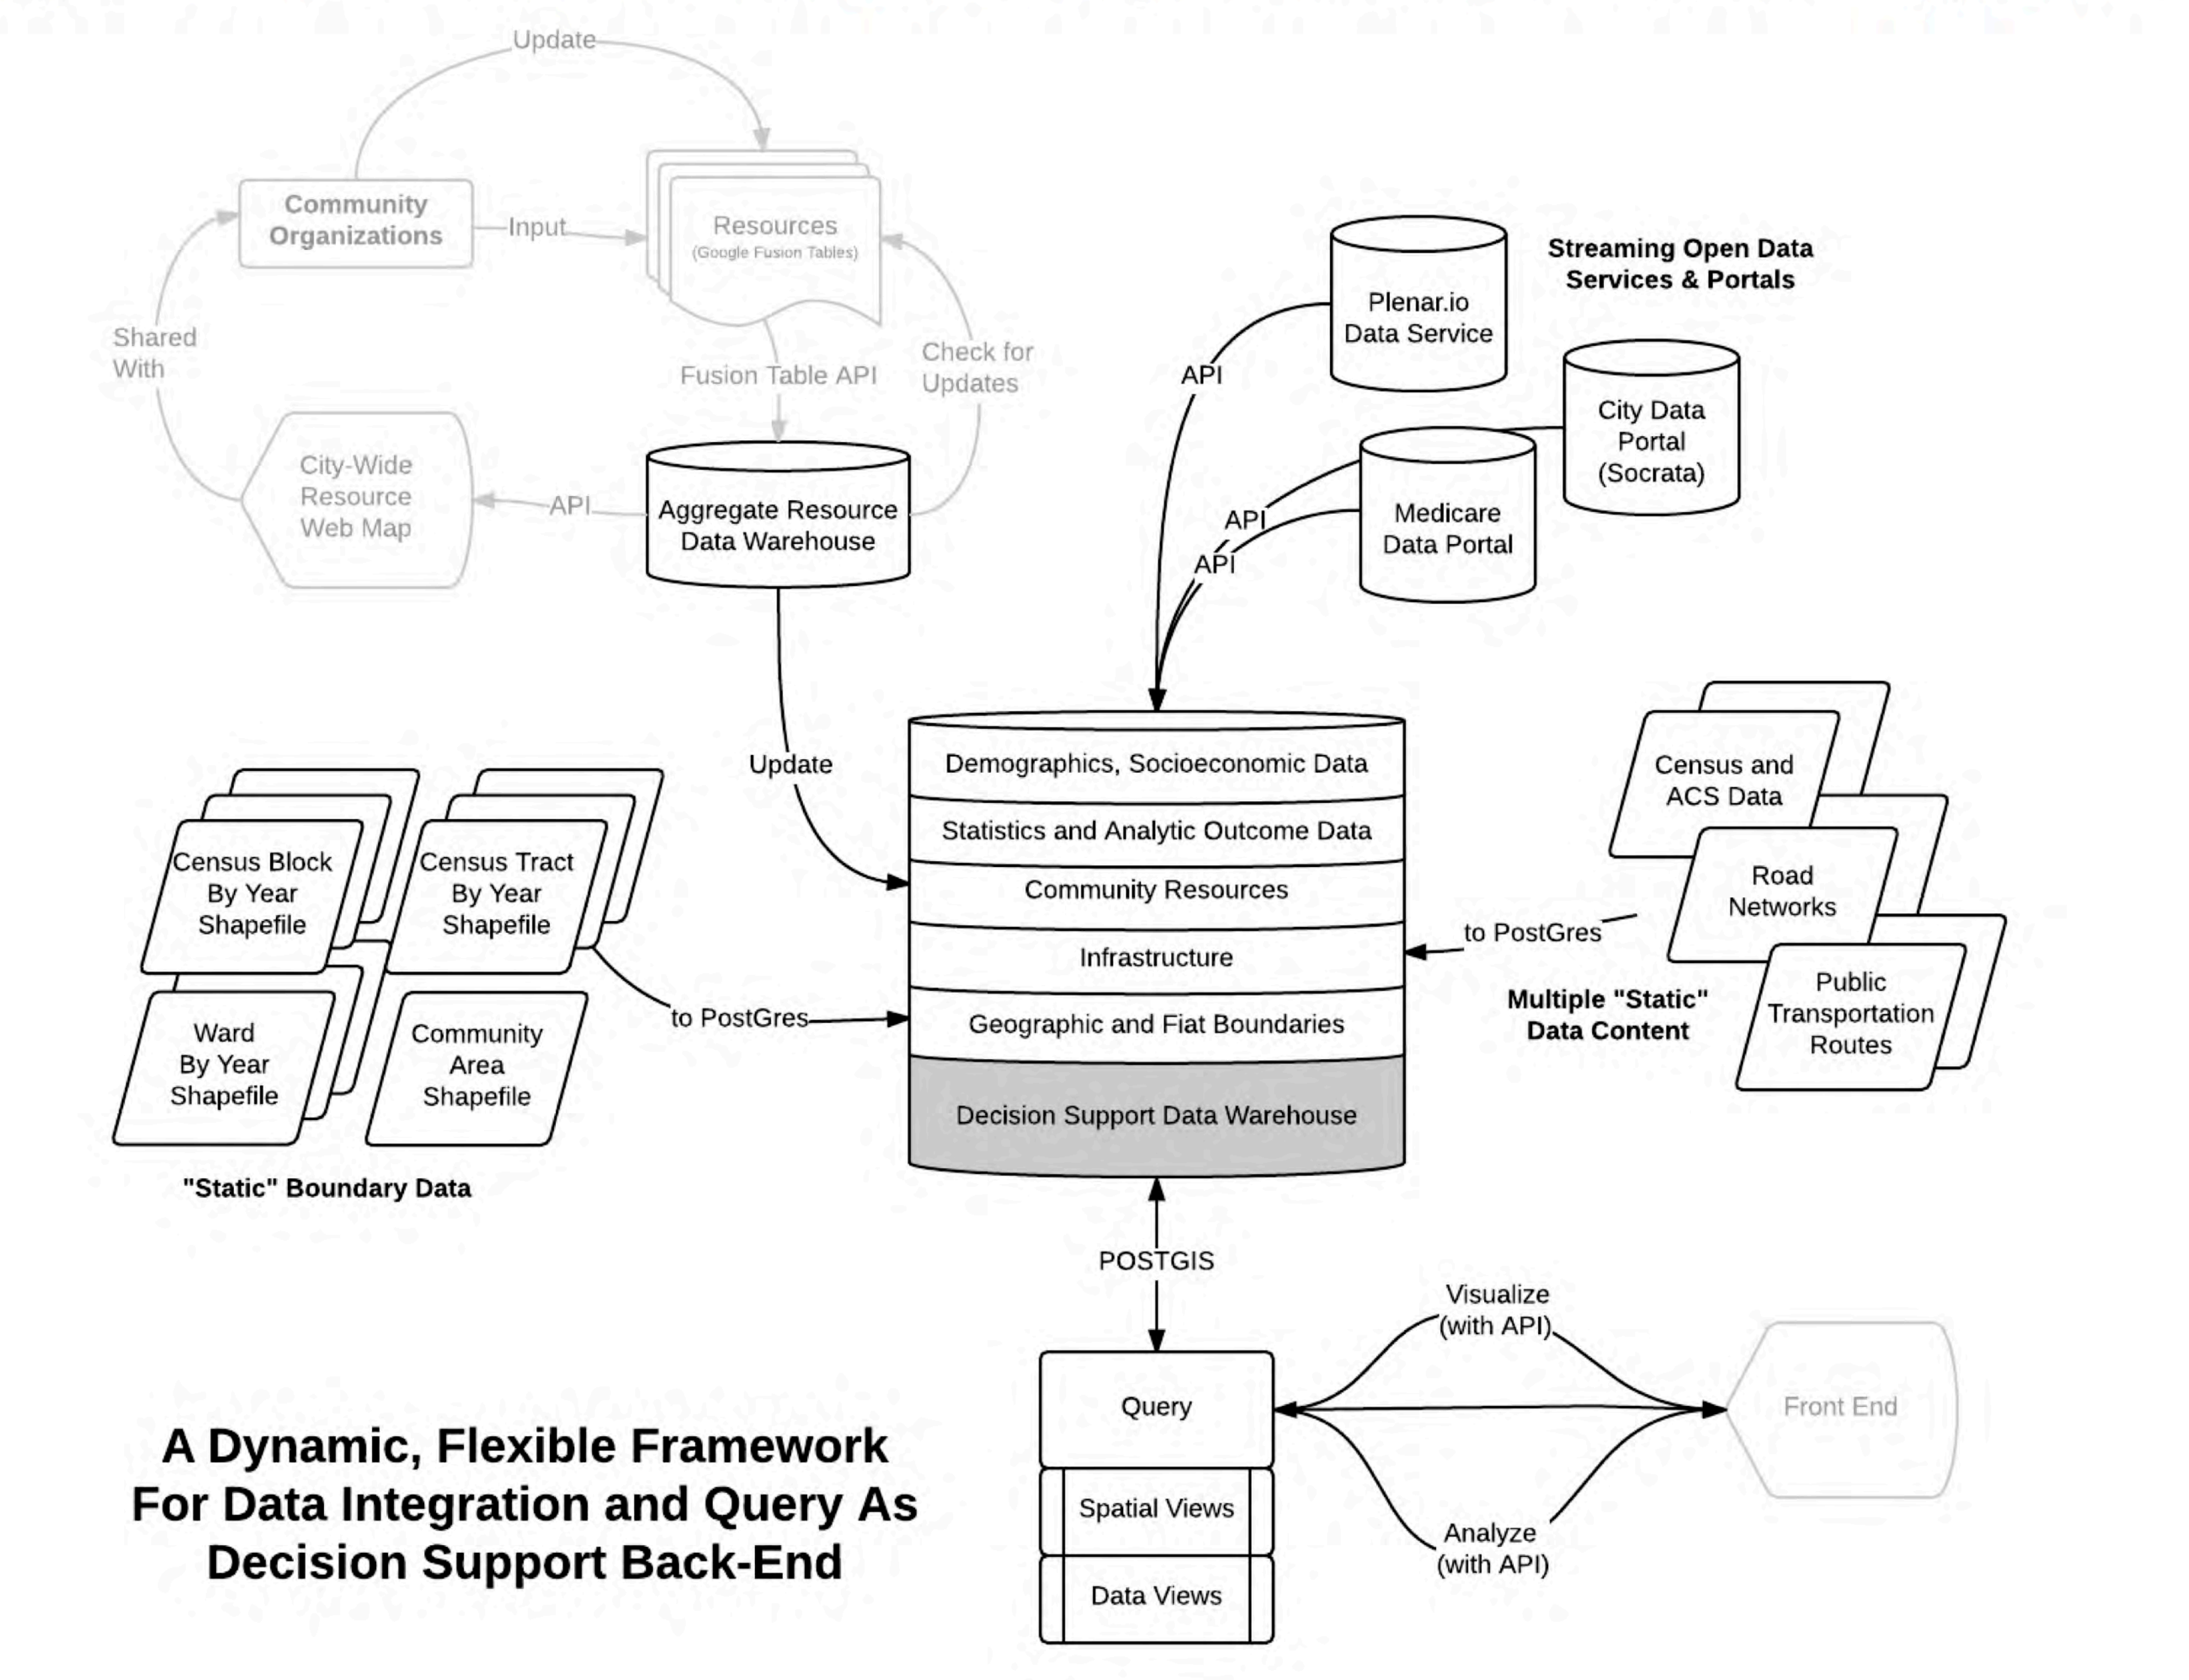 Update
Community
Organizations
Input
Resources
(Google Fusion Tables)
Shared
With
Fusion Table API
Check for
Updates
City-Wide
Resource
Web Map
API
Aggregate Resource
Data Warehouse
Streaming Open Data
Services & Portals
Plenar.io
Data Service
API
City Data
Portal
(Socrata)
API
Medicare
Data Portal
API
Update
Demographics, Socioeconomic Data
Statistics and Analytic Outcome Data
Community Resources
Infrastructure
Geographic and Fiat Boundaries
Decision Support Data Warehouse
Census Block
By Year
Shapefile
Census Tract
By Year
Shapefile
Ward
By Year
Shapefile
Community
Area
Shapefile
to PostGres
"Static" Boundary Data
Census and
ACS Data
Road
Networks
Public
Transportation
Routes
to PostGres
Multiple "Static"
Data Content
POSTGIS
Query
Spatial Views
Data Views
Visualize
(with API)
Analyze
(with API)
Front End
A Dynamic, Flexible Framework
For Data Integration and Query As
Decision Support Back-End